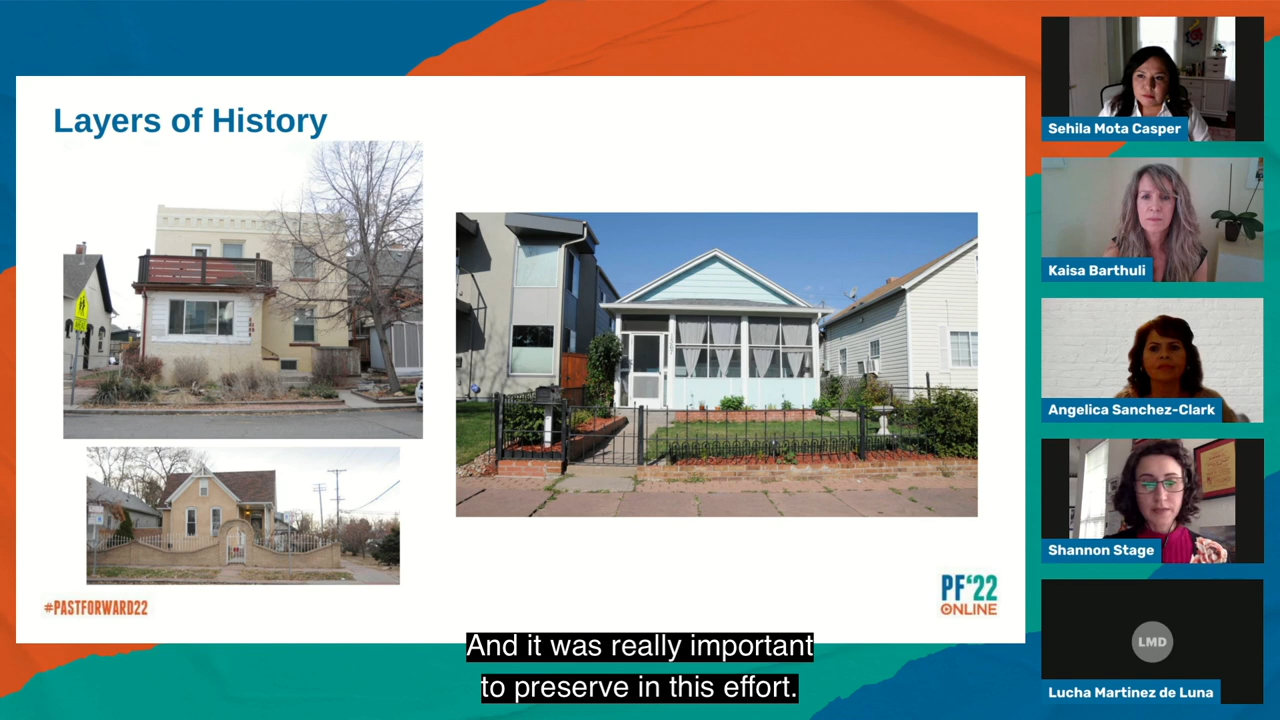 Layers of History
#PASTFORWARD22
PF'22
ONLINE
And it was really important
to preserve in this effort.
Sehila Mota Casper
Kaisa Barthuli
Angelica Sanchez-Clark
Shannon Stage
LMD
Lucha Martinez de Luna